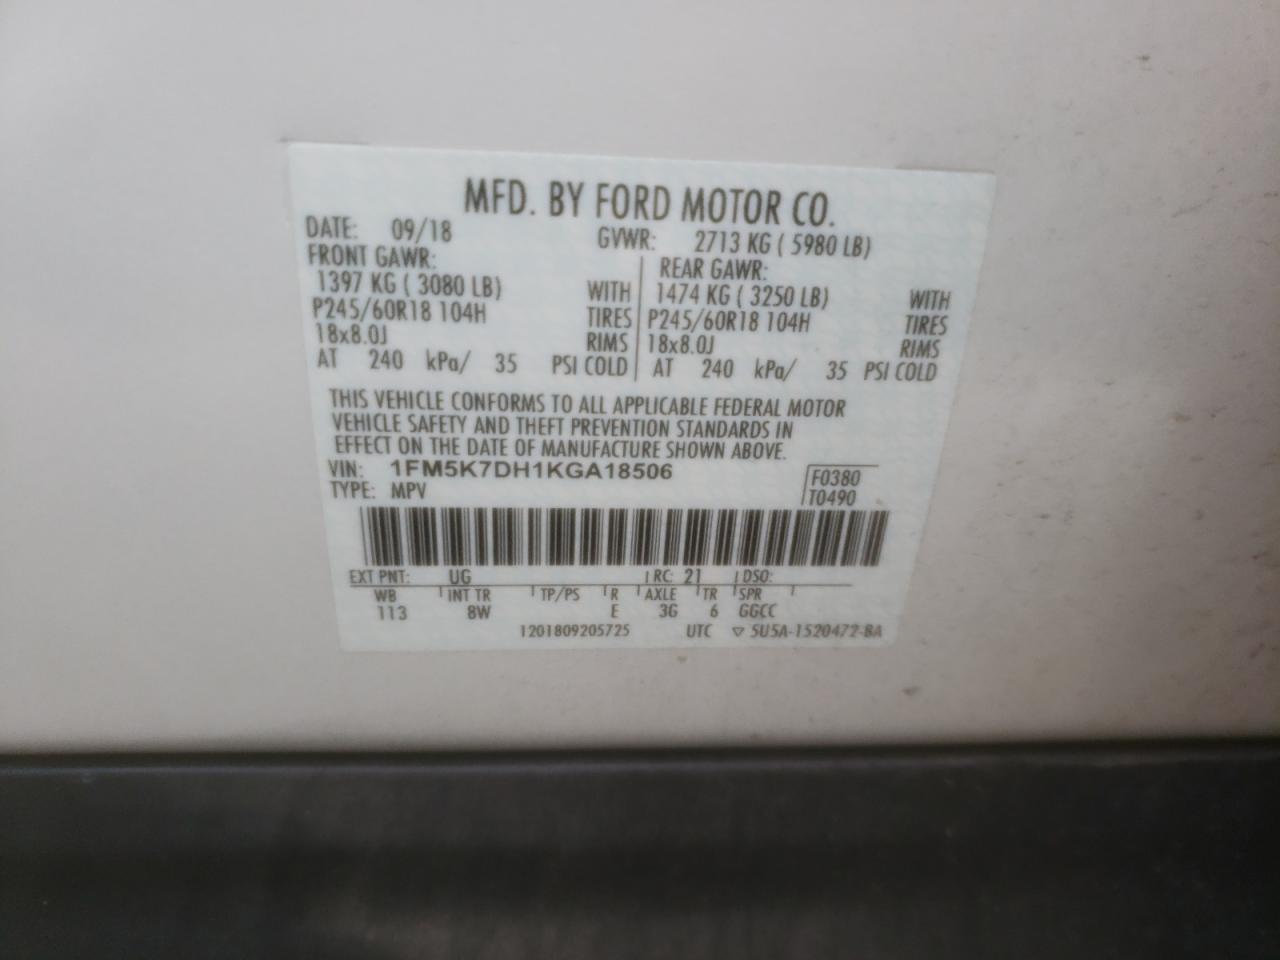 MFD. BY FORD MOTOR CO.
DATE: 09/18 GVWR: 2713 KG ( 5980 LB)
FRONT GAWR: REAR GAWR:
1397 KG ( 3080 LB) WITH 1474 KG ( 3250 LB) WITH
P245/60R18 104H TIRES P245/60R18 104H TIRES
18x8.0J RIMS 18x8.0J RIMS
AT 240 kPa/ 35 PSI COLD AT 240 kPa/ 35 PSI COLD
THIS VEHICLE CONFORMS TO ALL APPLICABLE FEDERAL MOTOR
VEHICLE SAFETY AND THEFT PREVENTION STANDARDS IN
EFFECT ON THE DATE OF MANUFACTURE SHOWN ABOVE.
VIN: 1FM5K7DH1KGA18506 F0380
TYPE: MPV T0490
EXT PNT: UG RC: 21 DSO:
WB INT TR TP/PS R AXLE TR SPR
113 8W E 3G 6 GGCC
1201809205725 UTC ▽ 5U5A-1520472-BA